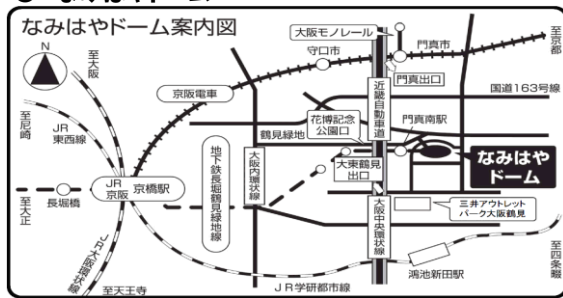 なみはやドーム案内図
N
至大阪
至尼崎
JR
東西線
京阪電車
守口市
大阪モノレール
門真市
至京都
門真出口
国道163号線
近畿自動車道
花博記念
公園口
鶴見緑地
門真南駅
大東鶴見
出口
なみはや
ドーム
地下鉄長堀鶴見緑地線
大阪内環状線
JR
京阪 京橋駅
長堀橋
至大正
三井アウトレット
パーク大阪鶴見
大阪中央環状線
鴻池新田駅
至四条畷
JR大阪環状線
至天王寺
JR学研都市線